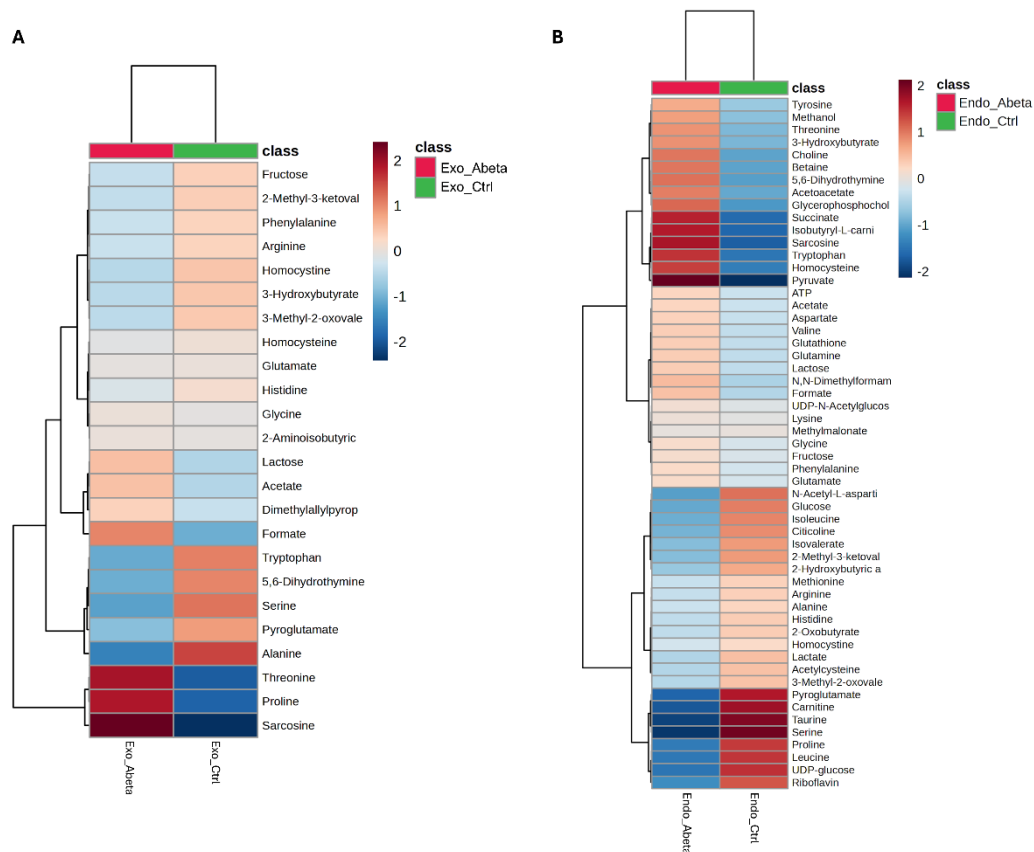 A
class
Fructose
2-Methyl-3-ketoval
Phenylalanine
Arginine
Homocystine
3-Hydroxybutyrate
3-Methyl-2-oxovale
Homocysteine
Glutamate
Histidine
Glycine
2-Aminoisobutyric
Lactose
Acetate
Dimethylallylpyrop
Formate
Tryptophan
5,6-Dihydrothymine
Serine
Pyroglutamate
Alanine
Threonine
Proline
Sarcosine
Exo_Abeta
Exo_Ctrl
2
1
0
-1
-2
class
Exo_Abeta
Exo_Ctrl
B
class
Tyrosine
Methanol
Threonine
3-Hydroxybutyrate
Choline
Betaine
5,6-Dihydrothymine
Acetoacetate
Glycerophosphochol
Succinate
Isobutyryl-L-carni
Sarcosine
Tryptophan
Homocysteine
Pyruvate
ATP
Acetate
Aspartate
Valine
Glutathione
Glutamine
Lactose
N,N-Dimethylformam
Formate
UDP-N-Acetylglucos
Lysine
Methylmalonate
Glycine
Fructose
Phenylalanine
Glutamate
N-Acetyl-L-asparti
Glucose
Isoleucine
Citicoline
Isovalerate
2-Methyl-3-ketoval
2-Hydroxybutyric a
Methionine
Arginine
Alanine
Histidine
2-Oxobutyrate
Homocystine
Lactate
Acetylcysteine
3-Methyl-2-oxovale
Pyroglutamate
Carnitine
Taurine
Serine
Proline
Leucine
UDP-glucose
Riboflavin
Endo_Abeta
Endo_Ctrl
2
1
0
-1
-2
class
Endo_Abeta
Endo_Ctrl